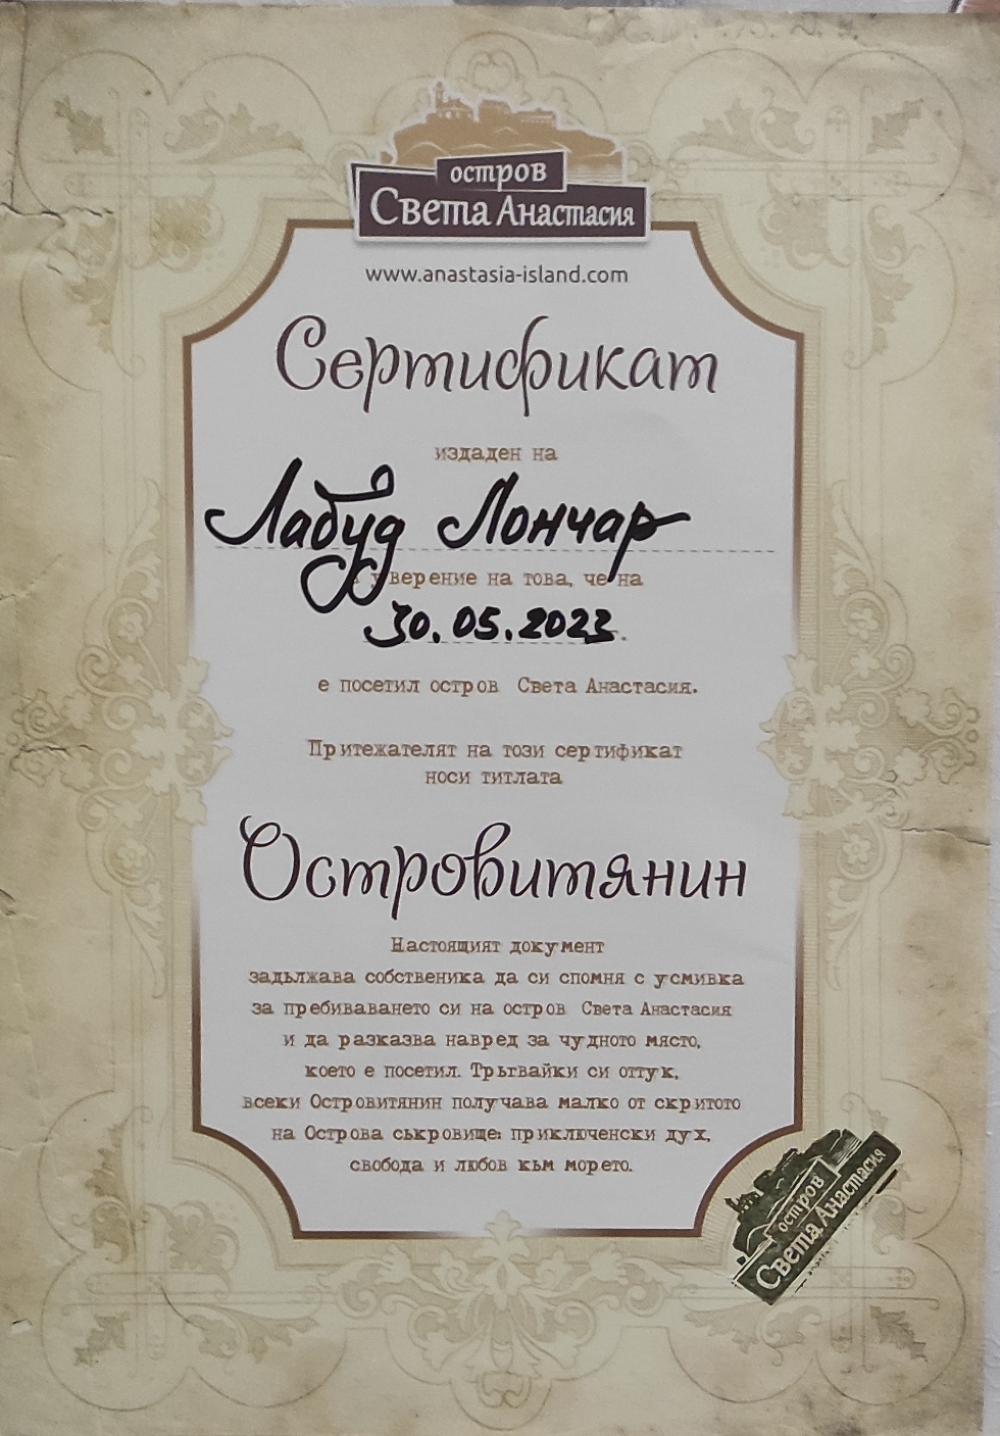 остров
Света Анастасия
www.anastasia-island.com
Сертификат
издаден на
Лабуд Лончар
в уверение на това, че на
30.05.2023.
е посетил остров Света Анастасия.
Притежателят на този сертификат
носи титлата
Островитянин
Настоящият документ
задължава собственика да си спомня с усмивка
за пребиваването си на остров Света Анастасия
и да разказва навред за чудното място,
което е посетил. Тръгвайки си оттук,
всеки Островитянин получава малко от скритото
на Острова съкровище: приключенски дух,
свобода и любов към морето.
остров
Света Анастасия